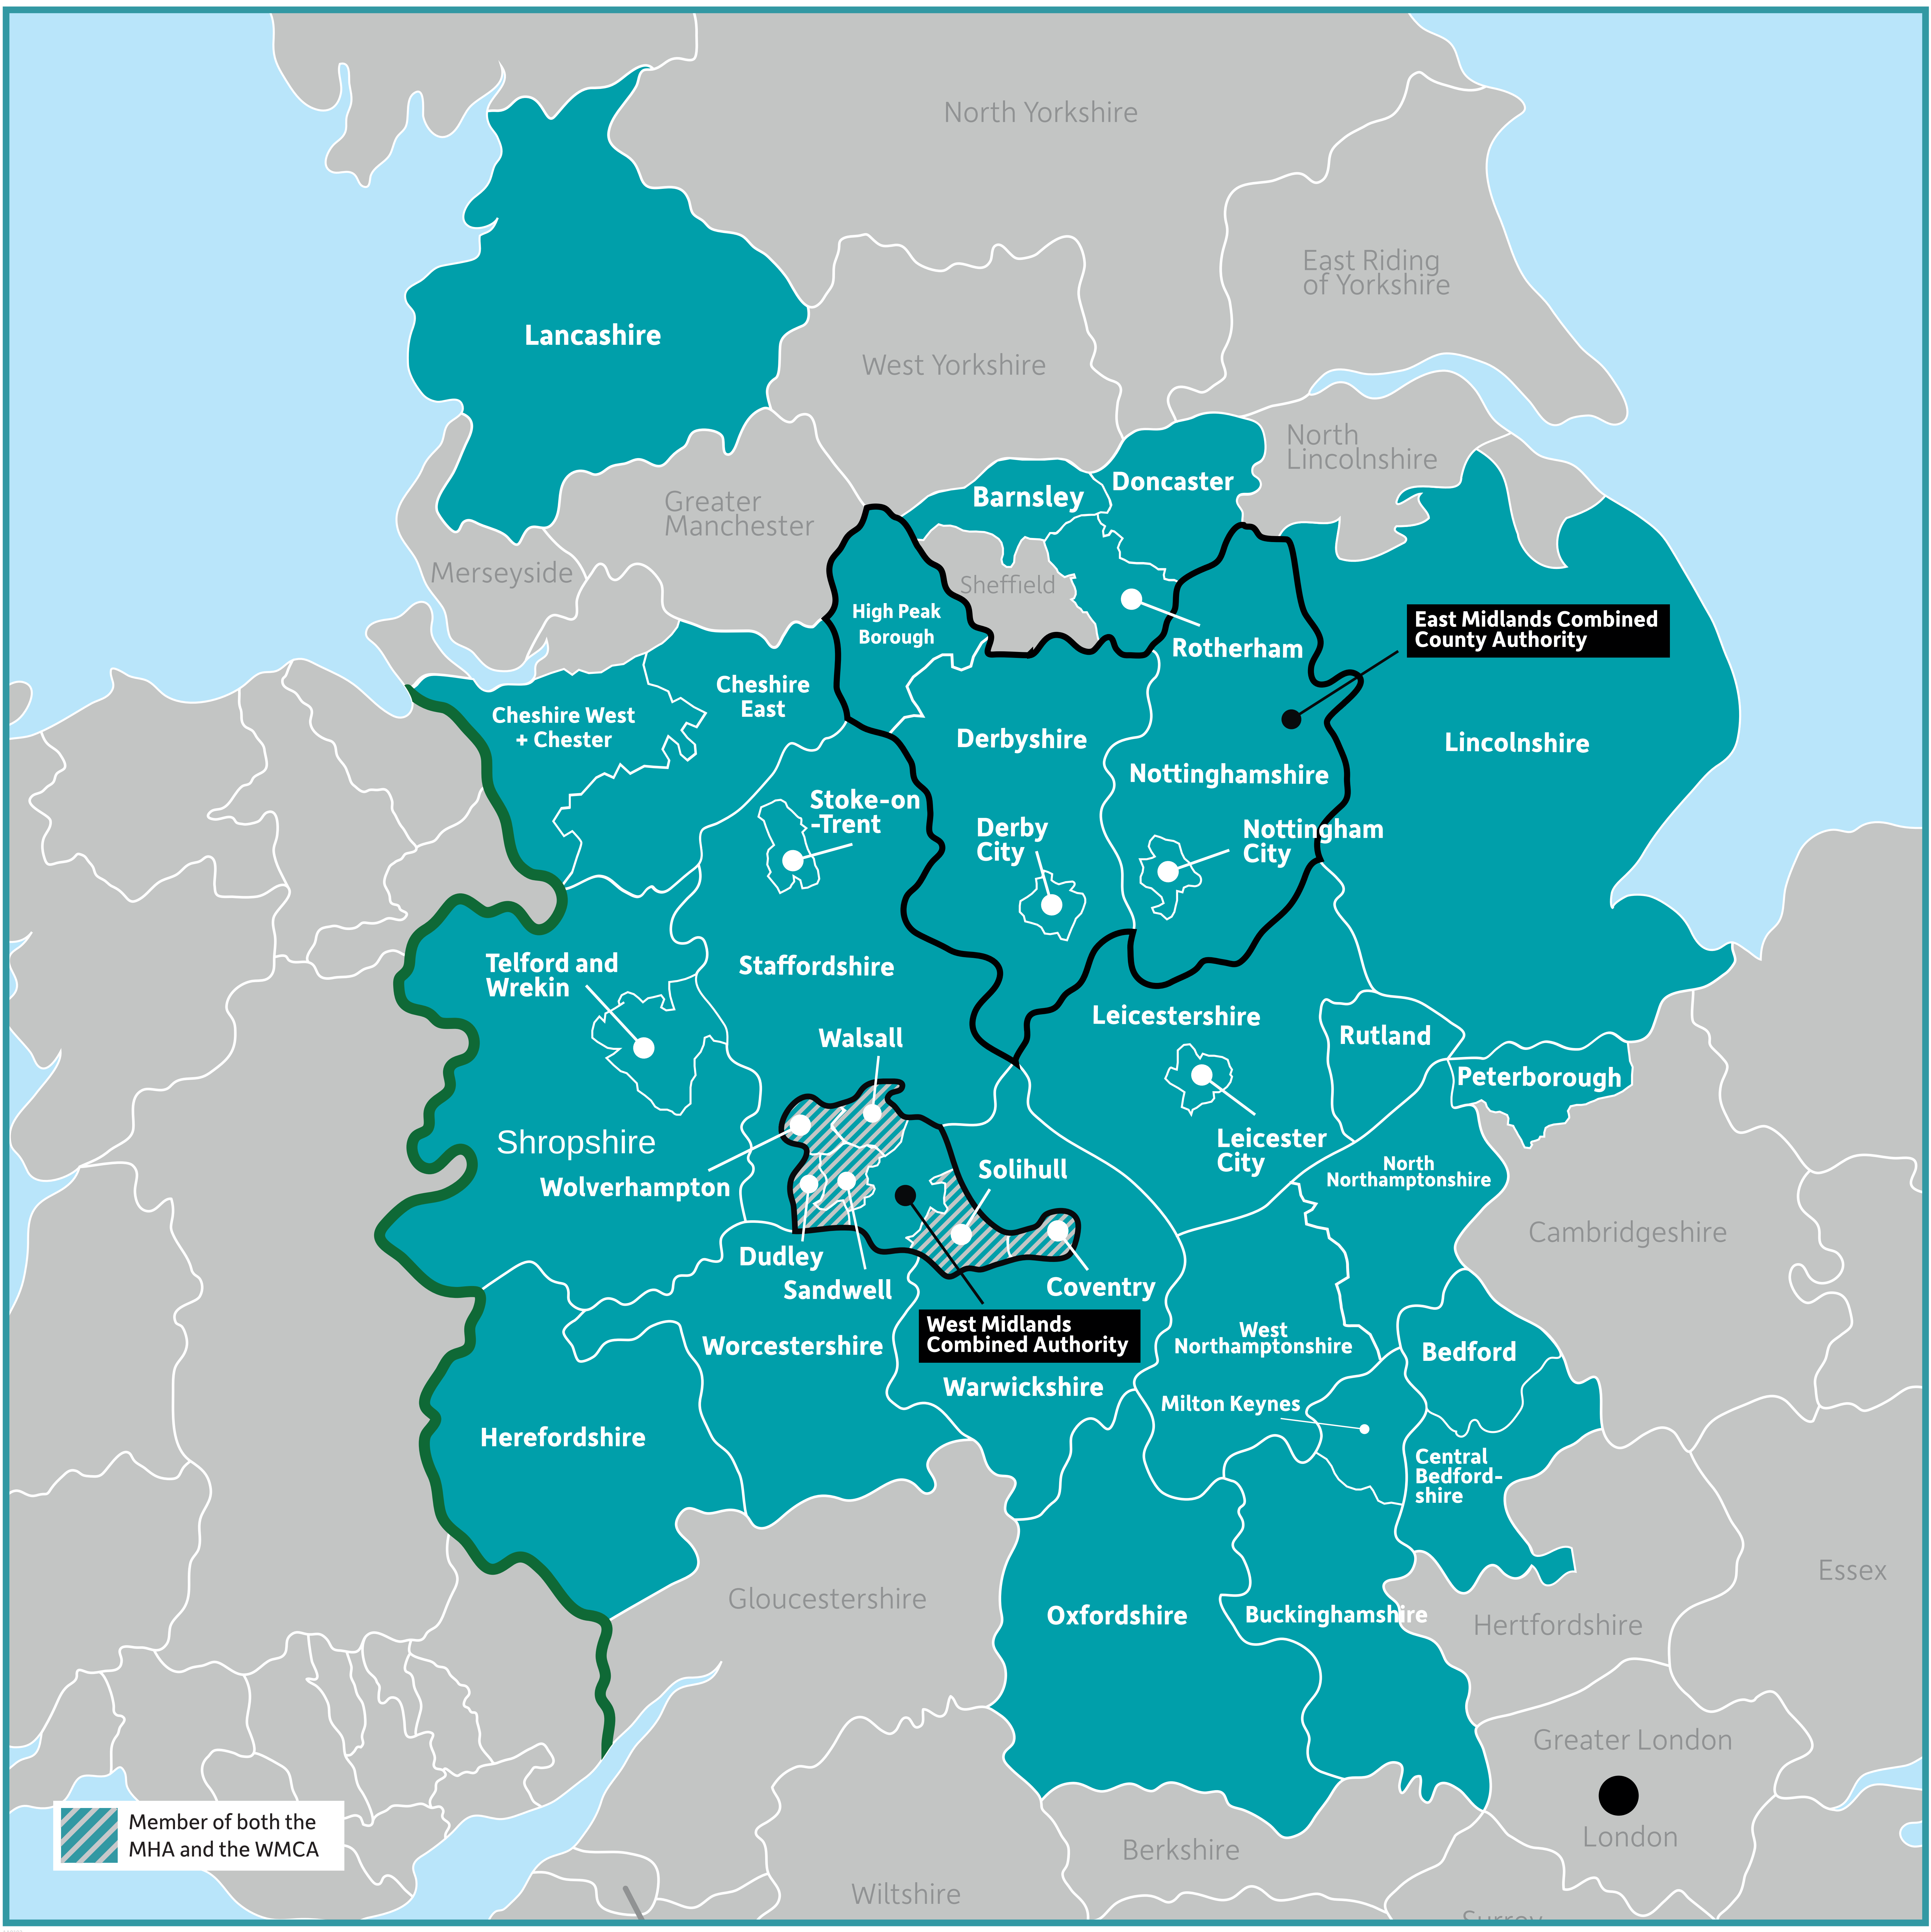 North Yorkshire
East Riding
of Yorkshire
Lancashire
West Yorkshire
North
Lincolnshire
Doncaster
Barnsley
Greater
Manchester
Merseyside
Sheffield
High Peak
Borough
Rotherham
East Midlands Combined
County Authority
Cheshire
East
Cheshire West
+ Chester
Derbyshire
Lincolnshire
Nottinghamshire
Stoke-on
-Trent
Derby
City
Nottingham
City
Telford and
Wrekin
Staffordshire
Leicestershire
Rutland
Walsall
Peterborough
Shropshire
Leicester
City
Solihull
North
Northamptonshire
Wolverhampton
Cambridgeshire
Dudley
Sandwell
Coventry
West Midlands
Combined Authority
Worcestershire
West
Northamptonshire
Bedford
Warwickshire
Milton Keynes
Herefordshire
Central
Bedford-
shire
Essex
Gloucestershire
Oxfordshire
Buckinghamshire
Hertfordshire
Greater London
London
Member of both the
MHA and the WMCA
Berkshire
Wiltshire
Surrey